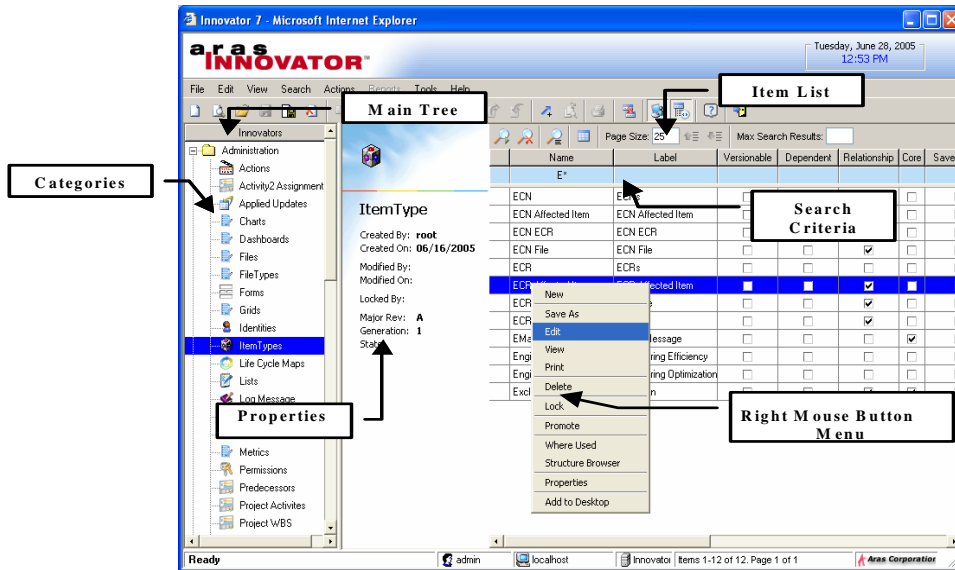 Innovator 7 - Microsoft Internet Explorer
aras
INNOVATOR™
Tuesday, June 28, 2005
12:53 PM
File Edit View Search Actions Reports Tools Help
Main Tree
Item List
Innovators
Page Size: 25
Max Search Results:
Categories
Administration
Actions
Activity2 Assignment
Applied Updates
Charts
Dashboards
Files
FileTypes
Forms
Grids
Identities
ItemTypes
Life Cycle Maps
Lists
Log Message
Metrics
Permissions
Predecessors
Project Activites
Project WBS
ItemType
Created By: root
Created On: 06/16/2005
Modified By:
Modified On:
Locked By:
Major Rev: A
Generation: 1
State:
Properties
Name Label Versionable Dependent Relationship Core Save
E*
Search
Criteria
ECN
ECN Affected Item ECN Affected Item
ECN ECR ECN ECR
ECN File ECN File
ECR ECRs
New
Save As
Edit
View
Print
Delete
Lock
Promote
Where Used
Structure Browser
Properties
Add to Desktop
Right Mouse Button
Menu
Ready admin localhost Innovator Items 1-12 of 12. Page 1 of 1 Aras Corporation